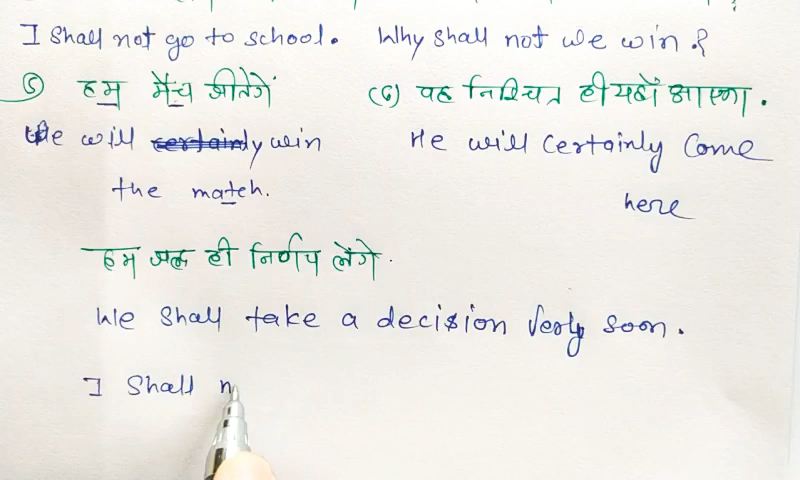 I shall not go to school. Why shall not we win ?
(5) हम मैच जीतेगें (6) वह निश्चित ही यहाँ आएगा .
We will certainly win He will certainly come
the match. here
हम जल्द ही निर्णय लेंगे .
We shall take a decision very soon.
I shall n